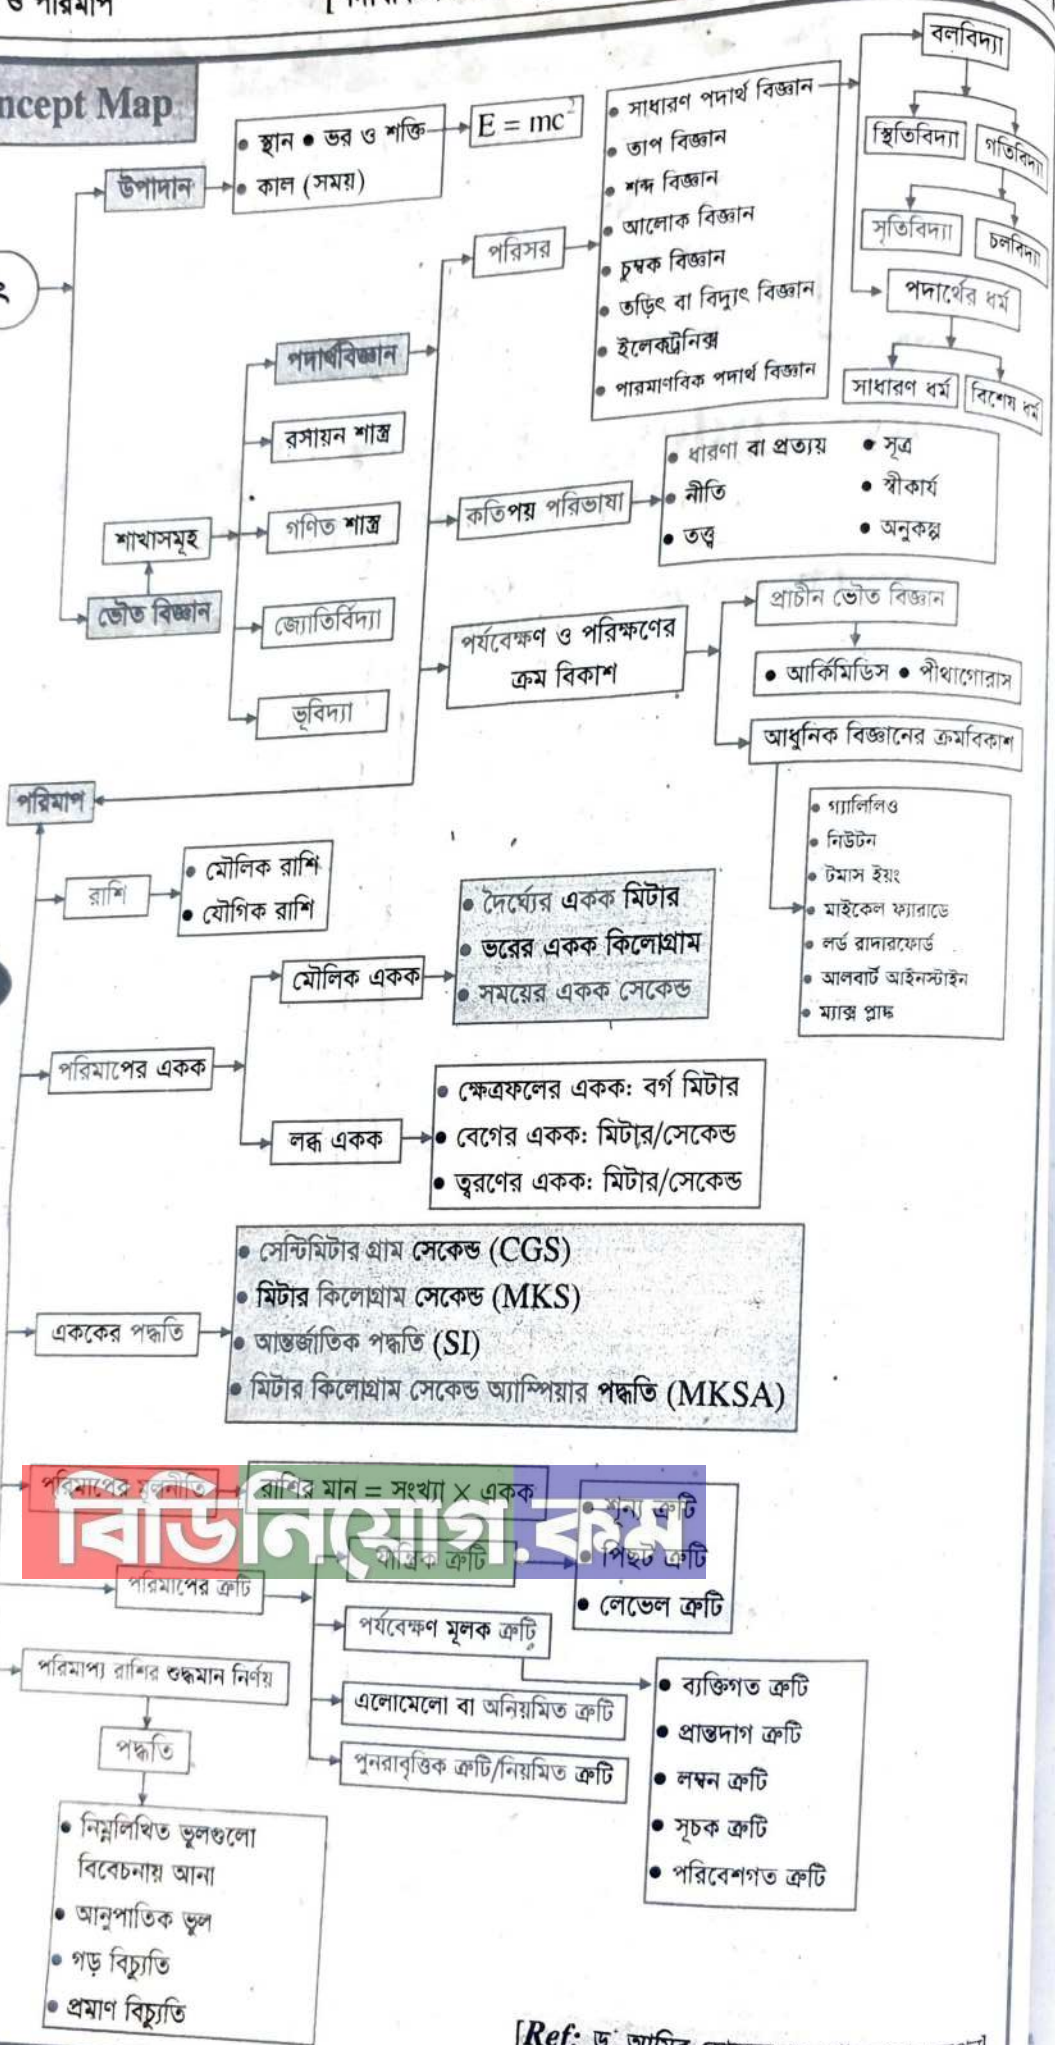 ও পরিমাপ
ncept Map
উপাদান
• স্থান • ভর ও শক্তি
• কাল (সময়)
E = mc²
পরিসর
• সাধারণ পদার্থ বিজ্ঞান
• তাপ বিজ্ঞান
• শব্দ বিজ্ঞান
• আলোক বিজ্ঞান
• চুম্বক বিজ্ঞান
• তড়িৎ বা বিদ্যুৎ বিজ্ঞান
• ইলেকট্রনিক্স
• পারমাণবিক পদার্থ বিজ্ঞান
বলবিদ্যা
স্থিতিবিদ্যা
গতিবিদ্যা
সৃতিবিদ্যা
চলবিদ্যা
পদার্থের ধর্ম
সাধারণ ধর্ম
বিশেষ ধর্ম
পদার্থবিজ্ঞান
রসায়ন শাস্ত্র
গণিত শাস্ত্র
জ্যোতির্বিদ্যা
ভূবিদ্যা
শাখাসমূহ
ভৌত বিজ্ঞান
কতিপয় পরিভাষা
• ধারণা বা প্রত্যয় • সূত্র
• নীতি • স্বীকার্য
• তত্ত্ব • অনুকল্প
পর্যবেক্ষণ ও পরিক্ষণের
ক্রম বিকাশ
প্রাচীন ভৌত বিজ্ঞান
• আর্কিমিডিস • পীথাগোরাস
আধুনিক বিজ্ঞানের ক্রমবিকাশ
• গ্যালিলিও
• নিউটন
• টমাস ইয়ং
• মাইকেল ফ্যারাডে
• লর্ড রাদারফোর্ড
• আলবার্ট আইনস্টাইন
• ম্যাক্স প্লাঙ্ক
পরিমাপ
রাশি
• মৌলিক রাশি
• যৌগিক রাশি
পরিমাপের একক
মৌলিক একক
• দৈর্ঘ্যের একক মিটার
• ভরের একক কিলোগ্রাম
• সময়ের একক সেকেন্ড
লব্ধ একক
• ক্ষেত্রফলের একক: বর্গ মিটার
• বেগের একক: মিটার/সেকেন্ড
• ত্বরণের একক: মিটার/সেকেন্ড
এককের পদ্ধতি
• সেন্টিমিটার গ্রাম সেকেন্ড (CGS)
• মিটার কিলোগ্রাম সেকেন্ড (MKS)
• আন্তর্জাতিক পদ্ধতি (SI)
• মিটার কিলোগ্রাম সেকেন্ড অ্যাম্পিয়ার পদ্ধতি (MKSA)
পরিমাপের মূলনীতি
রাশির মান = সংখ্যা × একক
বিডিনিয়োগ.কম
পরিমাপের ত্রুটি
যান্ত্রিক ত্রুটি
• শূন্য ত্রুটি
• পিছট ত্রুটি
• লেভেল ত্রুটি
পর্যবেক্ষণ মূলক ত্রুটি
এলোমেলো বা অনিয়মিত ত্রুটি
পুনরাবৃত্তিক ত্রুটি/নিয়মিত ত্রুটি
• ব্যক্তিগত ত্রুটি
• প্রান্তদাগ ত্রুটি
• লম্বন ত্রুটি
• সূচক ত্রুটি
• পরিবেশগত ত্রুটি
পরিমাপ্য রাশির শুদ্ধমান নির্ণয়
পদ্ধতি
• নিম্নলিখিত ভুলগুলো
বিবেচনায় আনা
• আনুপাতিক ভুল
• গড় বিচ্যুতি
• প্রমাণ বিচ্যুতি
[Ref: ড.